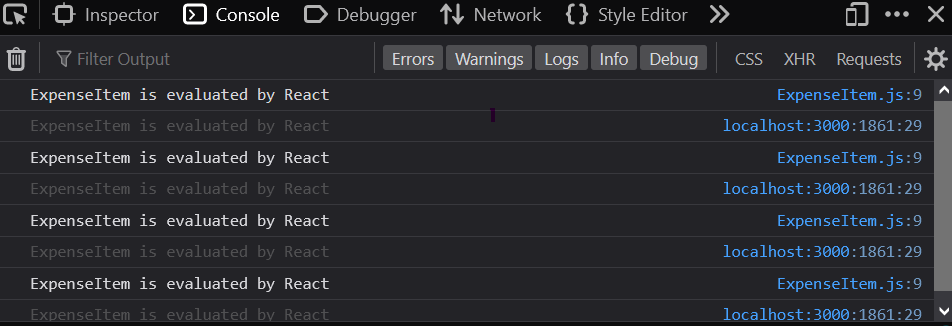 Inspector Console Debugger Network Style Editor
Filter Output Errors Warnings Logs Info Debug CSS XHR Requests
ExpenseItem is evaluated by React ExpenseItem.js:9
ExpenseItem is evaluated by React localhost:3000:1861:29
ExpenseItem is evaluated by React ExpenseItem.js:9
ExpenseItem is evaluated by React localhost:3000:1861:29
ExpenseItem is evaluated by React ExpenseItem.js:9
ExpenseItem is evaluated by React localhost:3000:1861:29
ExpenseItem is evaluated by React ExpenseItem.js:9
ExpenseItem is evaluated by React localhost:3000:1861:29